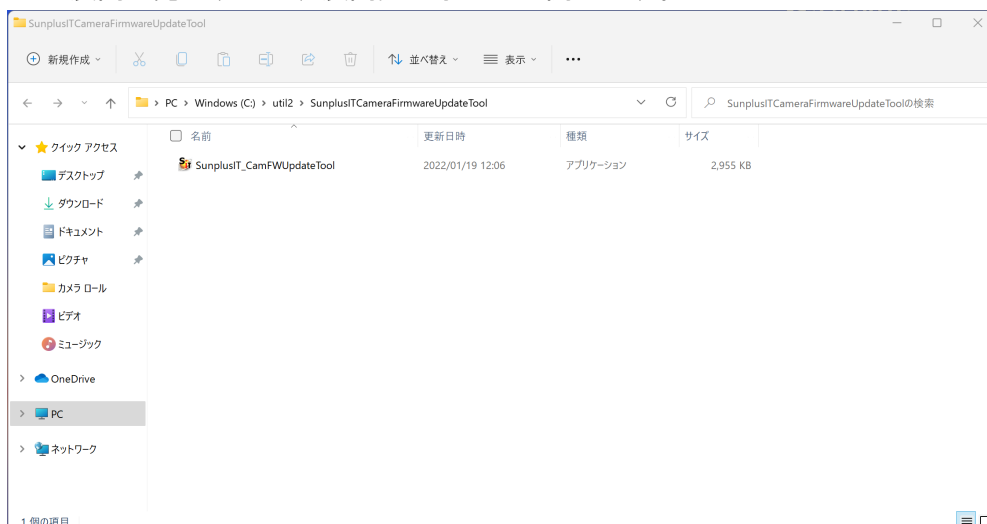 SunplusITCameraFirmwareUpdateTool
新規作成
並べ替え
表示
PC > Windows (C:) > util2 > SunplusITCameraFirmwareUpdateTool
SunplusITCameraFirmwareUpdateToolの検索
名前 更新日時 種類 サイズ
SunplusIT_CamFWUpdateTool 2022/01/19 12:06 アプリケーション 2,955 KB
クイック アクセス
デスクトップ
ダウンロード
ドキュメント
ピクチャ
カメラ ロール
ビデオ
ミュージック
OneDrive
PC
ネットワーク
1 個の項目